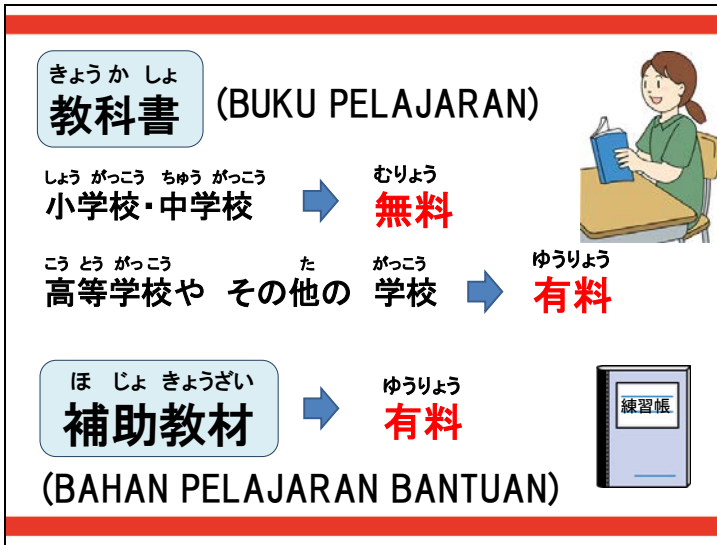 きょうか しょ
教科書 (BUKU PELAJARAN)
しょう がっこう ちゅう がっこう むりょう
小学校・中学校 無料
こう とう がっこう た がっこう ゆうりょう
高等学校や その他の 学校 有料
ほ じょ きょうざい ゆうりょう
補助教材 有料
練習帳
(BAHAN PELAJARAN BANTUAN)